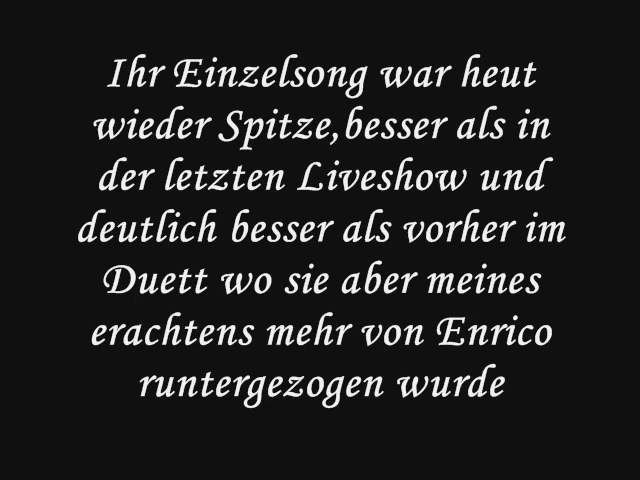 Ihr Einzelsong war heut
wieder Spitze,besser als in
der letzten Liveshow und
deutlich besser als vorher im
Duett wo sie aber meines
erachtens mehr von Enrico
runtergezogen wurde